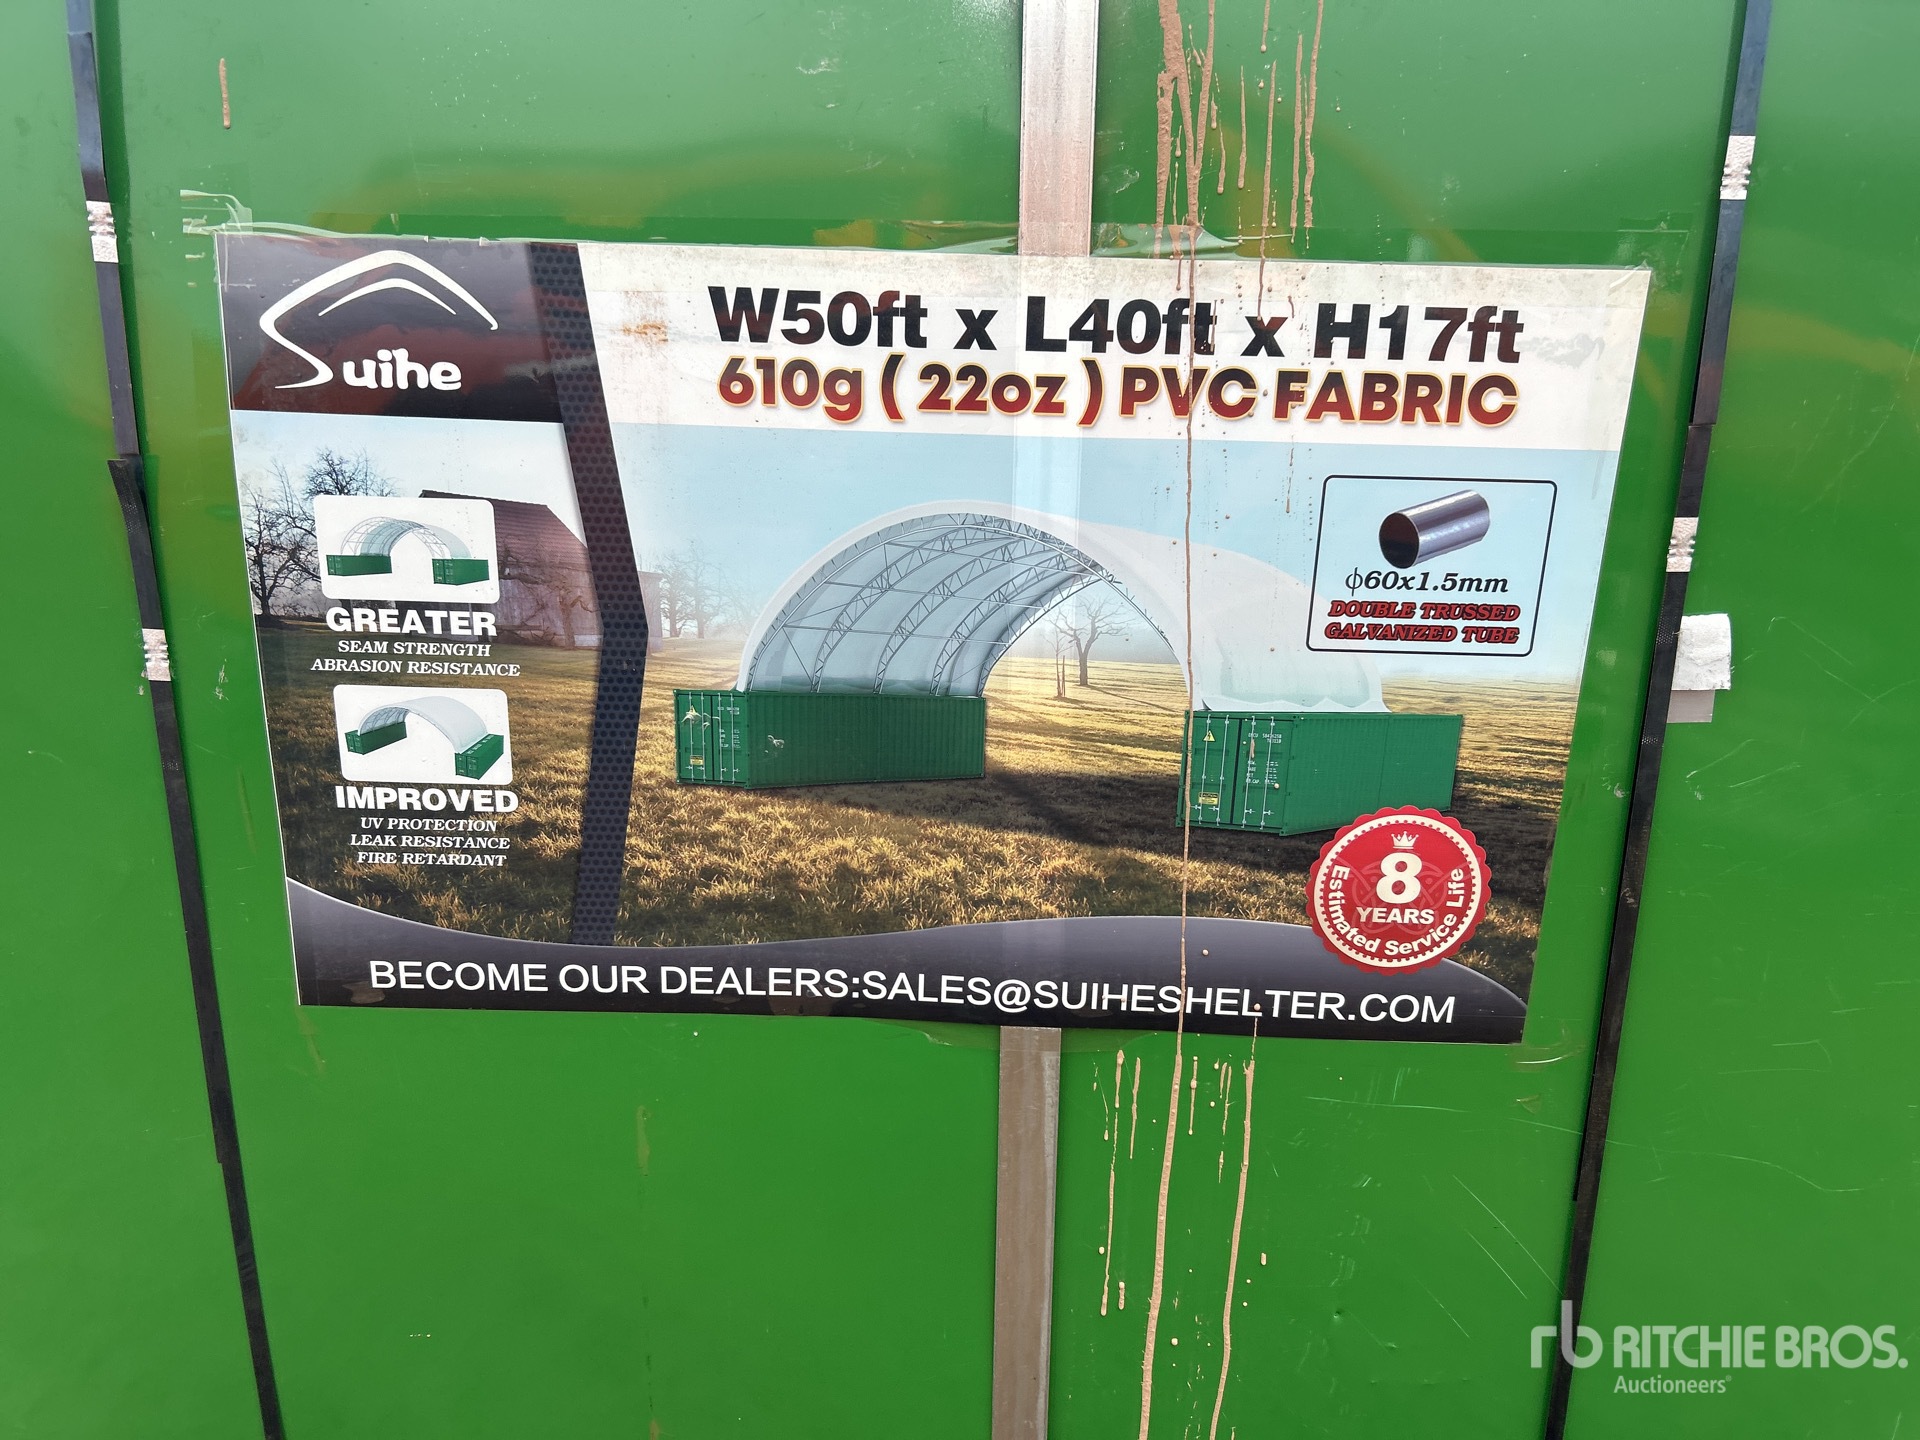 Suihe
W50ft x L40ft x H17ft
610g ( 22oz ) PVC FABRIC
GREATER
SEAM STRENGTH
ABRASION RESISTANCE
IMPROVED
UV PROTECTION
LEAK RESISTANCE
FIRE RETARDANT
ϕ60x1.5mm
DOUBLE TRUSSED
GALVANIZED TUBE
8
YEARS
Estimated Service Life
BECOME OUR DEALERS:SALES@SUIHESHELTER.COM
rb RITCHIE BROS.
Auctioneers®